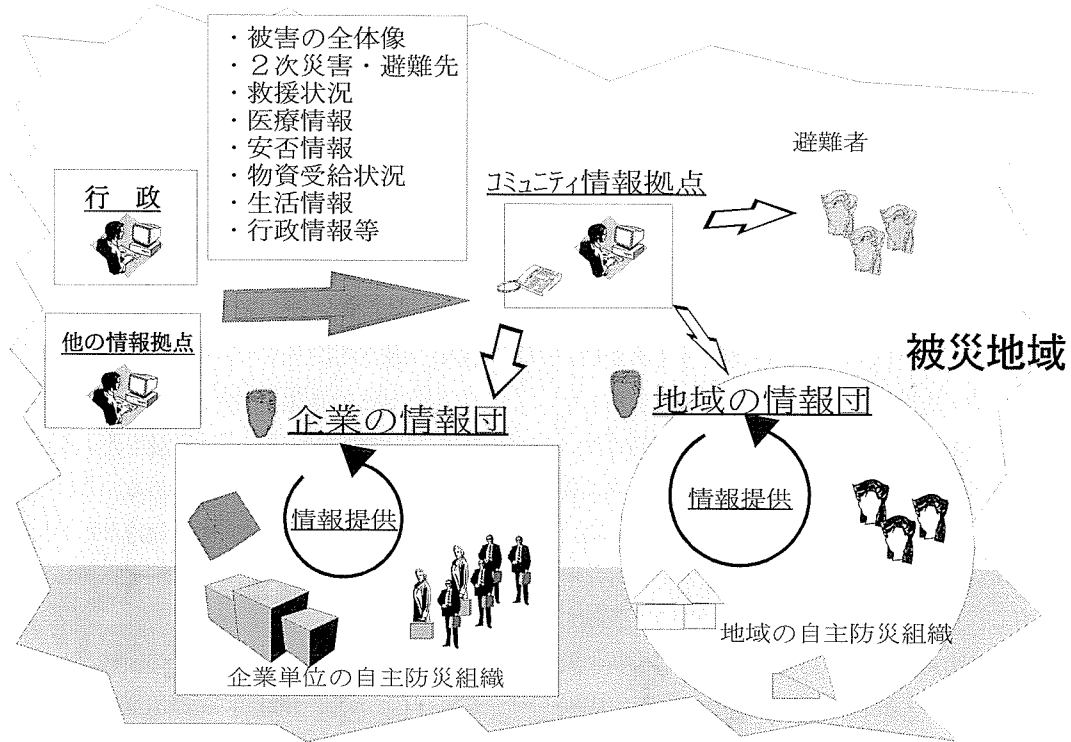 ・被害の全体像
・２次災害・避難先
・救援状況
・医療情報
・安否情報
・物資受給状況
・生活情報
・行政情報等
行　政
他の情報拠点
コミュニティ情報拠点
避難者
被災地域
企業の情報団
情報提供
企業単位の自主防災組織
地域の情報団
情報提供
地域の自主防災組織